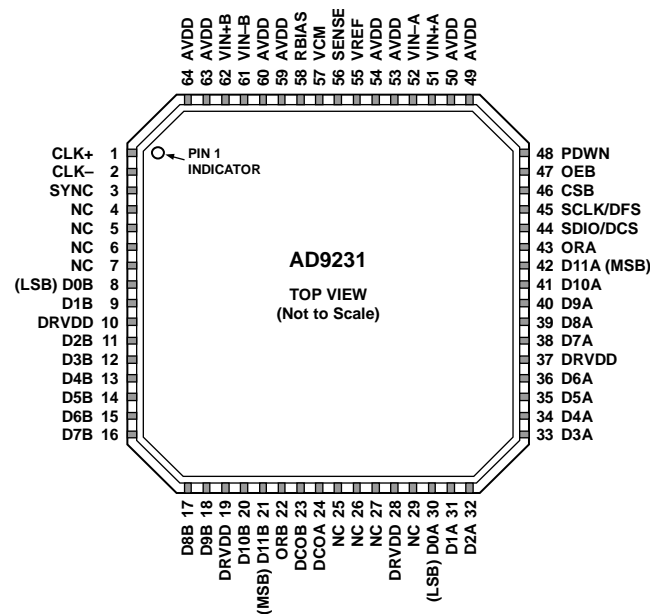 64 AVDD
63 AVDD
62 VIN+B
61 VIN–B
60 AVDD
59 AVDD
58 RBIAS
57 VCM
56 SENSE
55 VREF
54 AVDD
53 AVDD
52 VIN–A
51 VIN+A
50 AVDD
49 AVDD
CLK+ 1
CLK– 2
SYNC 3
NC 4
NC 5
NC 6
NC 7
(LSB) D0B 8
D1B 9
DRVDD 10
D2B 11
D3B 12
D4B 13
D5B 14
D6B 15
D7B 16
PIN 1
INDICATOR
AD9231
TOP VIEW
(Not to Scale)
48 PDWN
47 OEB
46 CSB
45 SCLK/DFS
44 SDIO/DCS
43 ORA
42 D11A (MSB)
41 D10A
40 D9A
39 D8A
38 D7A
37 DRVDD
36 D6A
35 D5A
34 D4A
33 D3A
D8B 17
D9B 18
DRVDD 19
D10B 20
(MSB) D11B 21
ORB 22
DCOB 23
DCOA 24
NC 25
NC 26
NC 27
DRVDD 28
NC 29
(LSB) D0A 30
D1A 31
D2A 32